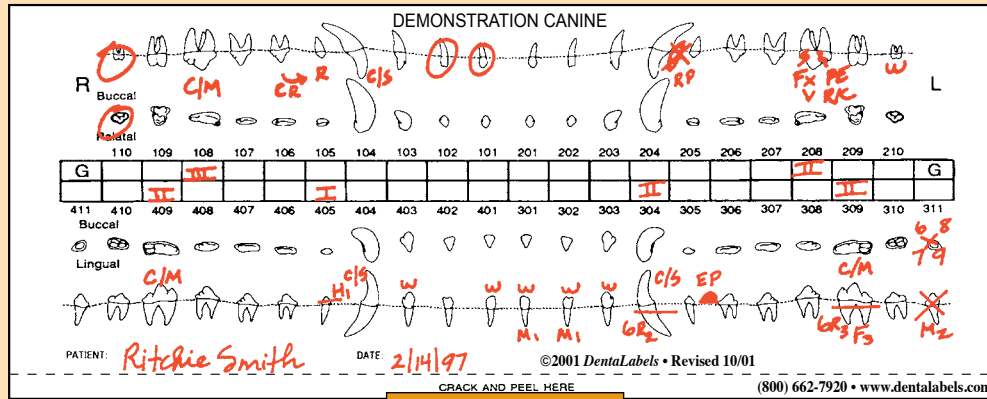 DEMONSTRATION CANINE
R L
Buccal
C/M CR R C/S RP S
FX PE
V R/C
W
Palatal
110 109 108 107 106 105 104 103 102 101 201 202 203 204 205 206 207 208 209 210
G III II G
II I II II
411 410 409 408 407 406 405 404 403 402 401 301 302 303 304 305 306 307 308 309 310 311
Buccal
6 8
7 9
Lingual
C/M H1 C/S W W W W W C/S EP C/M
M1 M1 GR2 GR3 F3 M2
PATIENT: Ritchie Smith DATE: 2/14/97 ©2001 DentaLabels • Revised 10/01
CRACK AND PEEL HERE (800) 662-7920 • www.dentalabels.com